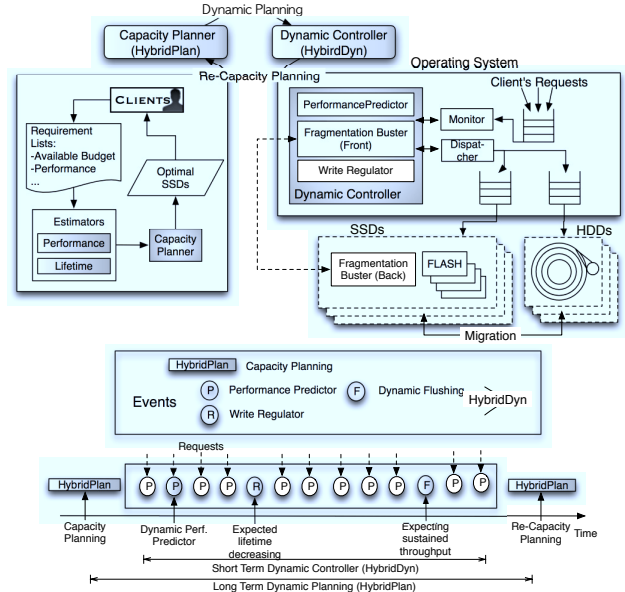 Dynamic Planning
Capacity Planner
(HybridPlan)
Dynamic Controller
(HybirdDyn)
Re-Capacity Planning
CLIENTS
Requirement
Lists:
-Available Budget
-Performance
...
Optimal
SSDs
Estimators
Performance
Lifetime
Capacity
Planner
Operating System
Client's Requests
PerformancePredictor
Fragmentation Buster
(Front)
Write Regulator
Dynamic Controller
Monitor
Dispat-
cher
SSDs
HDDs
Fragmentation
Buster (Back)
FLASH
Migration
Events
HybridPlan
Capacity Planning
P
Performance Predictor
F
Dynamic Flushing
R
Write Regulator
HybridDyn
Requests
HybridPlan
P P P P R P P P P P F P P
HybridPlan
Capacity
Planning
Dynamic Perf.
Predictor
Expected
lifetime
decreasing
Expecting
sustained
throughput
Re-Capacity
Planning
Time
Short Term Dynamic Controller (HybridDyn)
Long Term Dynamic Planning (HybridPlan)